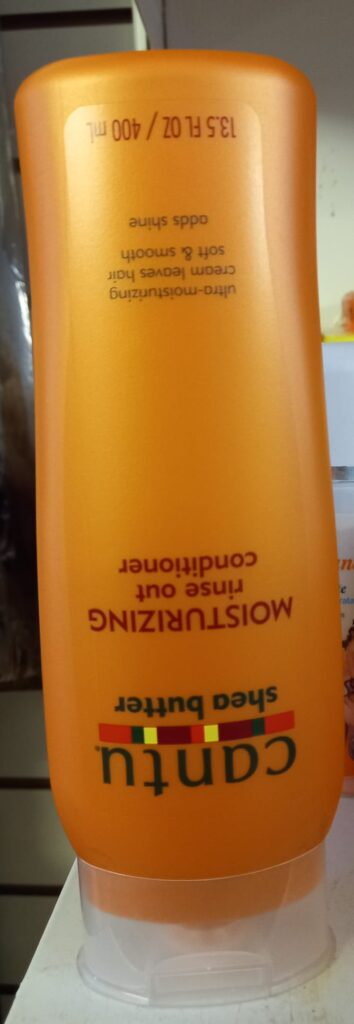 cantu
shea butter
MOISTURIZING
rinse out
conditioner
ultra-moisturizing
cream leaves hair
soft & smooth
adds shine
13.5 FL OZ / 400 mL